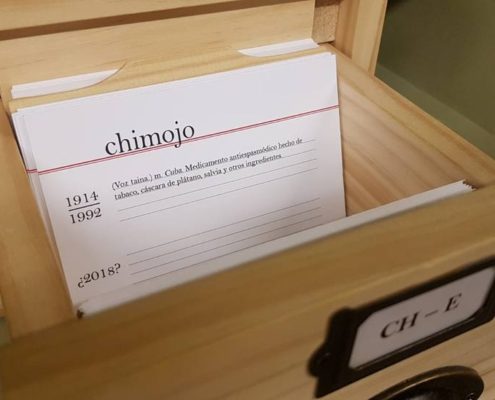 chimojo
1914
1992
(Voz taína.) m. Cuba. Medicamento antiespasmódico hecho de
tabaco, cáscara de plátano, salvia y otros ingredientes.
¿2018?
CH – E